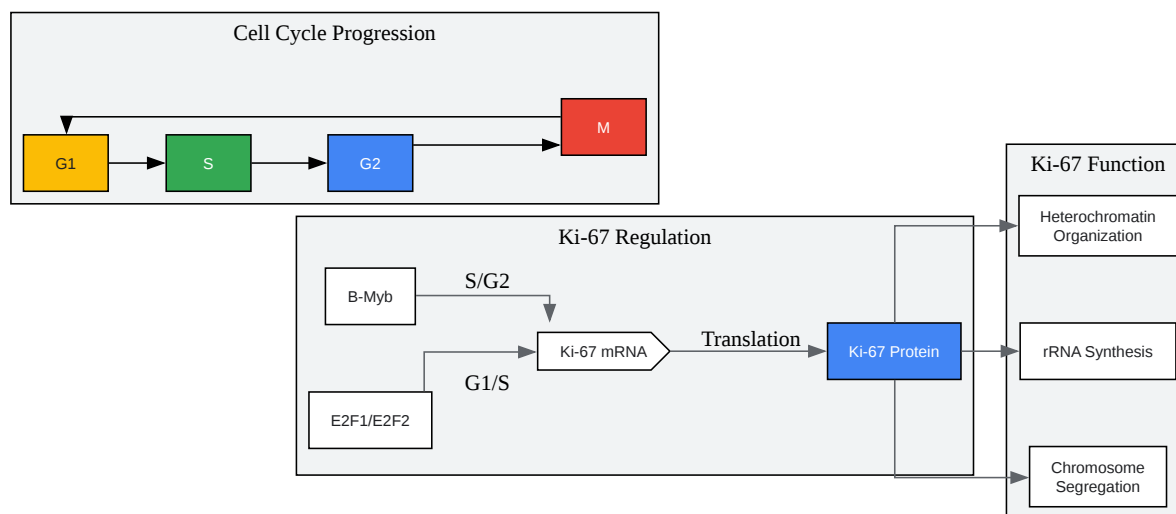 Cell Cycle Progression
G1
S
G2
M
Ki-67 Regulation
B-Myb
S/G2
E2F1/E2F2
G1/S
Ki-67 mRNA
Translation
Ki-67 Protein
Ki-67 Function
Heterochromatin
Organization
rRNA Synthesis
Chromosome
Segregation